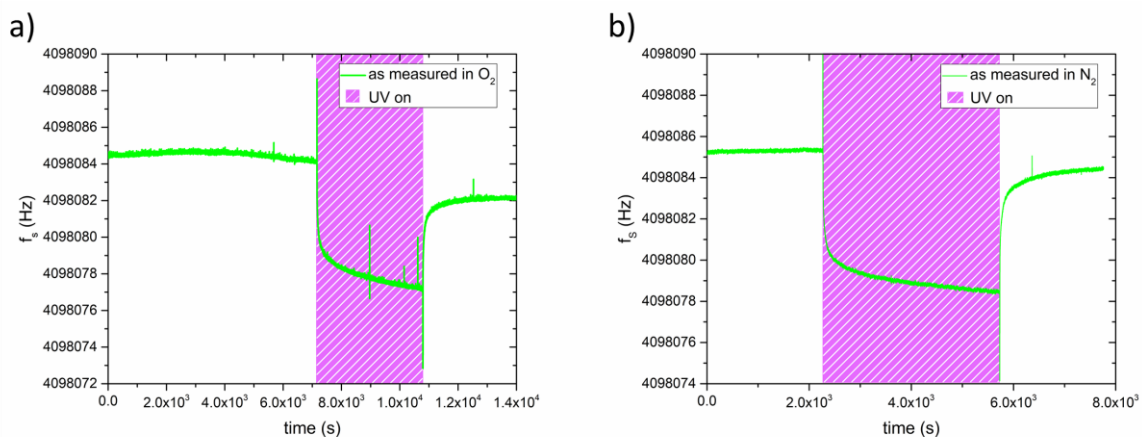 a)
4098090
4098088
4098086
4098084
4098082
4098080
4098078
4098076
4098074
4098072
f_s (Hz)
as measured in O₂
UV on
0.0
2.0x10³
4.0x10³
6.0x10³
8.0x10³
1.0x10⁴
1.2x10⁴
1.4x10⁴
time (s)
b)
4098090
4098088
4098086
4098084
4098082
4098080
4098078
4098076
4098074
f_S (Hz)
as measured in N₂
UV on
0.0
2.0x10³
4.0x10³
6.0x10³
8.0x10³
time (s)